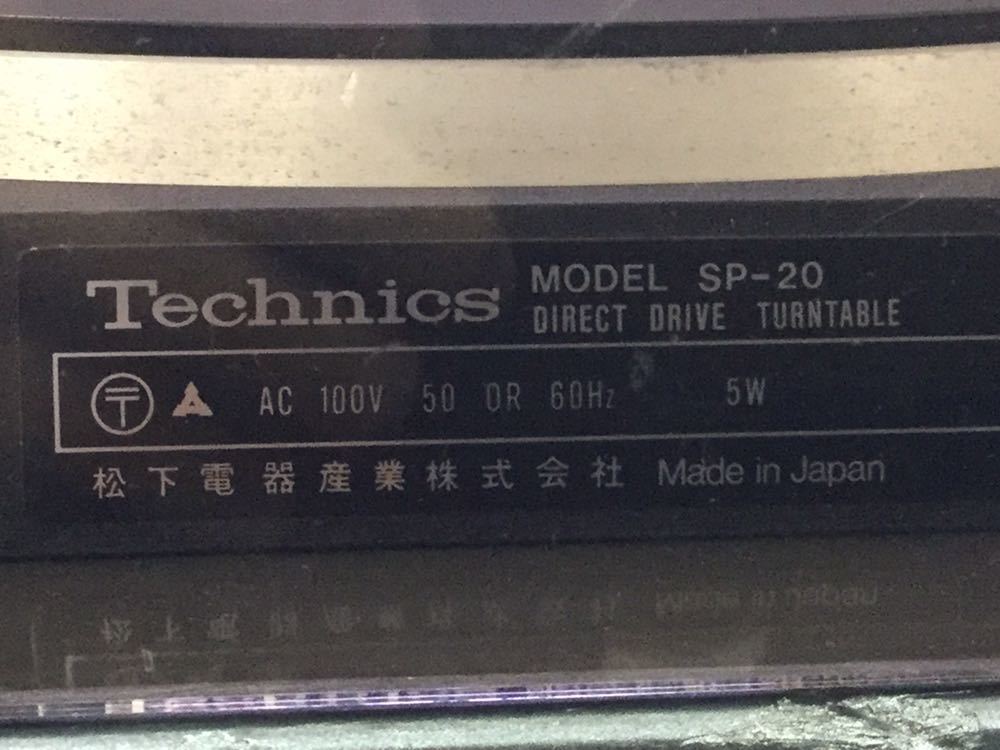 Technics MODEL SP-20
DIRECT DRIVE TURNTABLE
〒 AC 100V 50 OR 60Hz 5W
松下電器産業株式会社 Made in Japan